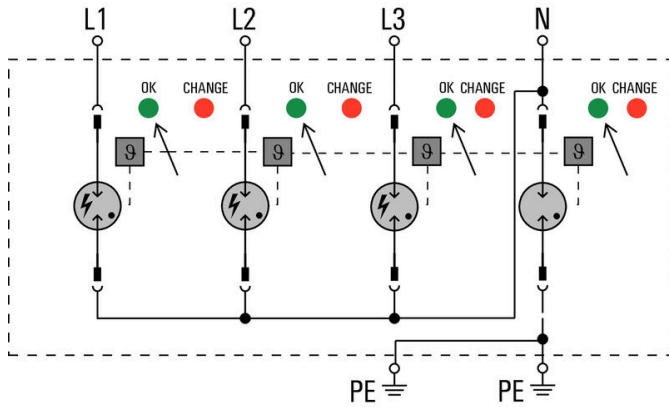 L1 L2 L3 N
OK CHANGE OK CHANGE OK CHANGE OK CHANGE
ϑ ϑ ϑ ϑ
PE PE